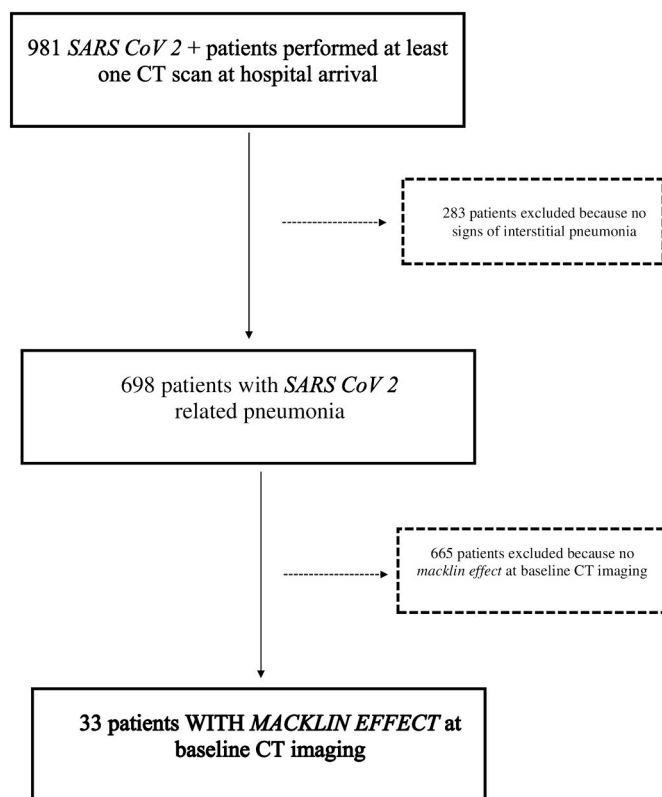 981 SARS CoV 2 + patients performed at least
one CT scan at hospital arrival
283 patients excluded because no
signs of interstitial pneumonia
698 patients with SARS CoV 2
related pneumonia
665 patients excluded because no
macklin effect at baseline CT imaging
33 patients WITH MACKLIN EFFECT at
baseline CT imaging